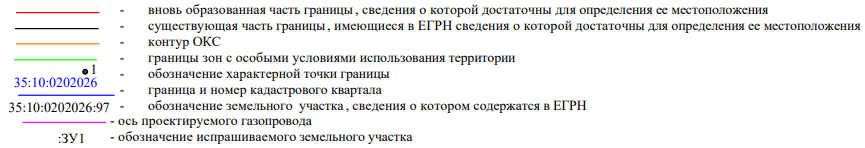 - вновь образованная часть границы, сведения о которой достаточны для определения ее местоположения
- существующая часть границы, имеющиеся в ЕГРН сведения о которой достаточны для определения ее местоположения
- контур ОКС
- границы зон с особыми условиями использования территории
1 - обозначение характерной точки границы
35:10:0202026 - граница и номер кадастрового квартала
35:10:0202026:97 - обозначение земельного участка, сведения о котором содержатся в ЕГРН
- ось проектируемого газопровода
:ЗУ1 - обозначение испрашиваемого земельного участка